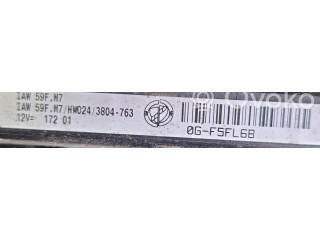 IAW 59F.M7
IAW 59F.M7/HW024/3804-763
12V= 172 01
0G-F5FL6B
Ovoko